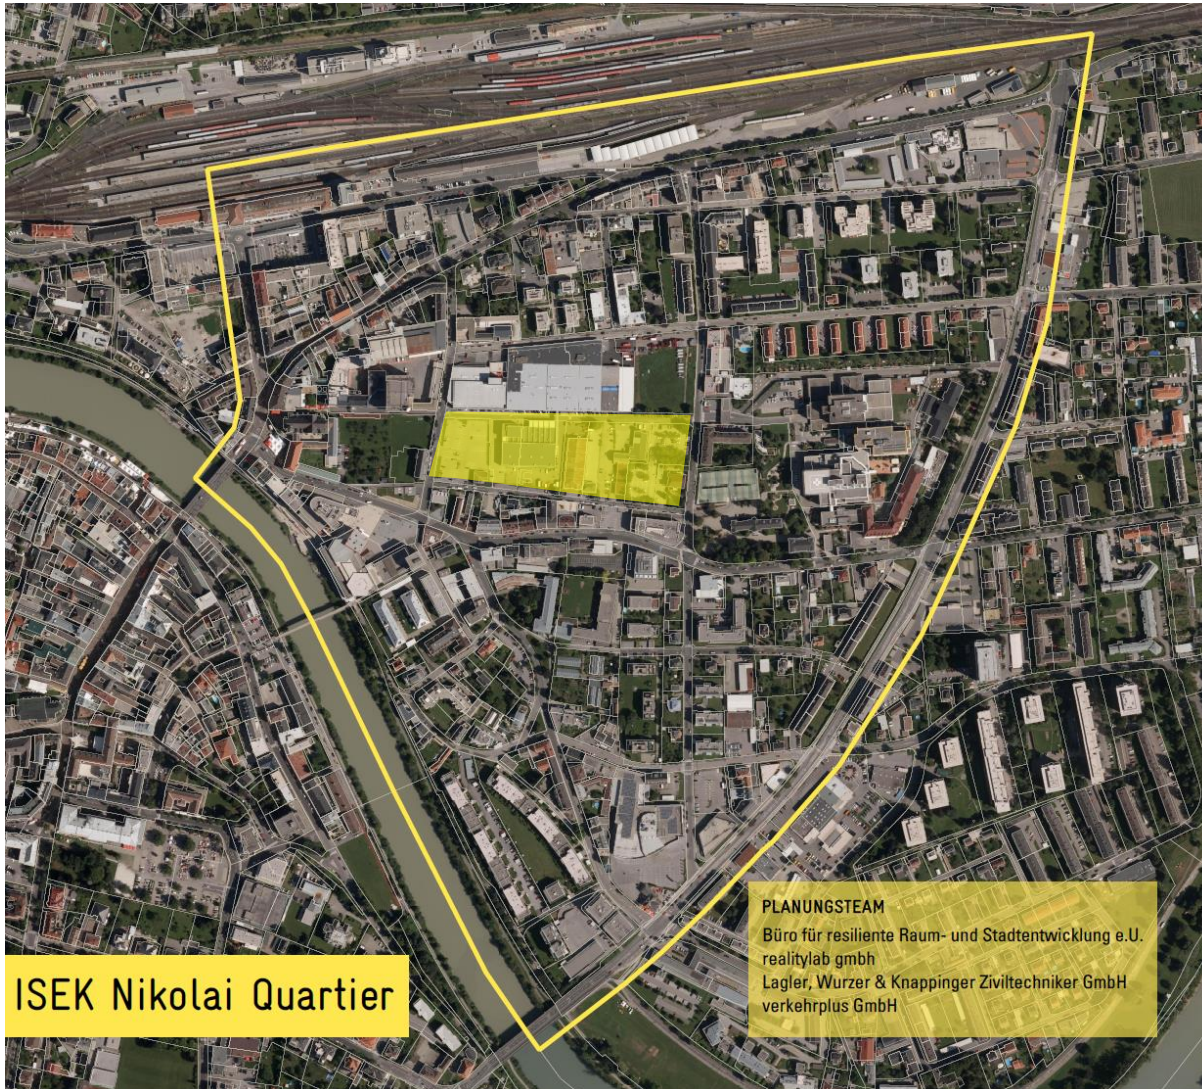 PLANUNGSTEAM
Büro für resiliente Raum- und Stadtentwicklung e.U.
realitylab gmbh
Lagler, Wurzer & Knappinger Ziviltechniker GmbH
verkehrplus GmbH
ISEK Nikolai Quartier